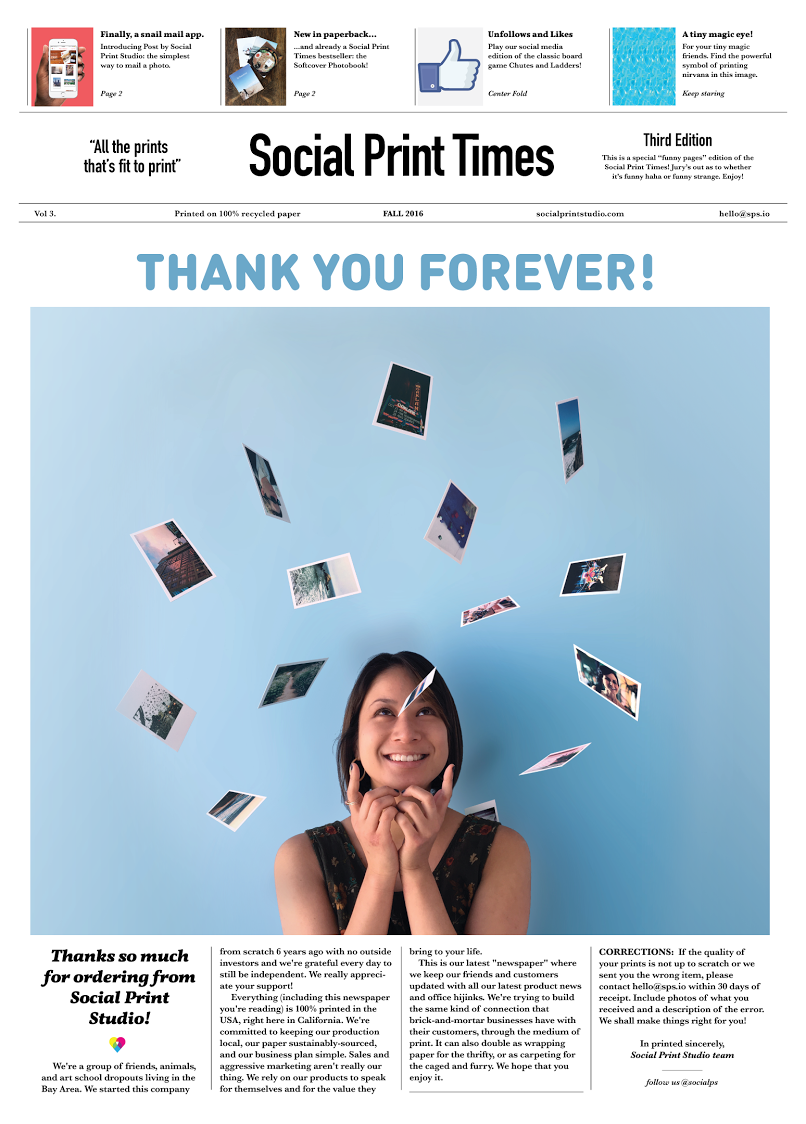 Finally, a snail mail app.
Introducing Post by Social
Print Studio: the simplest
way to mail a photo.
Page 2
New in paperback...
...and already a Social Print
Times bestseller: the
Softcover Photobook!
Page 2
Unfollows and Likes
Play our social media
edition of the classic board
game Chutes and Ladders!
Center Fold
A tiny magic eye!
For your tiny magic
friends. Find the powerful
symbol of printing
nirvana in this image.
Keep staring
“All the prints
that’s fit to print”
Social Print Times
Third Edition
This is a special “funny pages” edition of the
Social Print Times! Jury’s out as to whether
it’s funny haha or funny strange. Enjoy!
Vol 3.
Printed on 100% recycled paper
FALL 2016
socialprintstudio.com
hello@sps.io
THANK YOU FOREVER!
Thanks so much
for ordering from
Social Print
Studio!
We’re a group of friends, animals,
and art school dropouts living in the
Bay Area. We started this company
from scratch 6 years ago with no outside
investors and we’re grateful every day to
still be independent. We really appreci-
ate your support!
Everything (including this newspaper
you’re reading) is 100% printed in the
USA, right here in California. We’re
committed to keeping our production
local, our paper sustainably-sourced,
and our business plan simple. Sales and
aggressive marketing aren’t really our
thing. We rely on our products to speak
for themselves and for the value they
bring to your life.
This is our latest "newspaper" where
we keep our friends and customers
updated with all our latest product news
and office hijinks. We’re trying to build
the same kind of connection that
brick-and-mortar businesses have with
their customers, through the medium of
print. It can also double as wrapping
paper for the thrifty, or as carpeting for
the caged and furry. We hope that you
enjoy it.
CORRECTIONS: If the quality of
your prints is not up to scratch or we
sent you the wrong item, please
contact hello@sps.io within 30 days of
receipt. Include photos of what you
received and a description of the error.
We shall make things right for you!
In printed sincerely,
Social Print Studio team
follow us @socialps